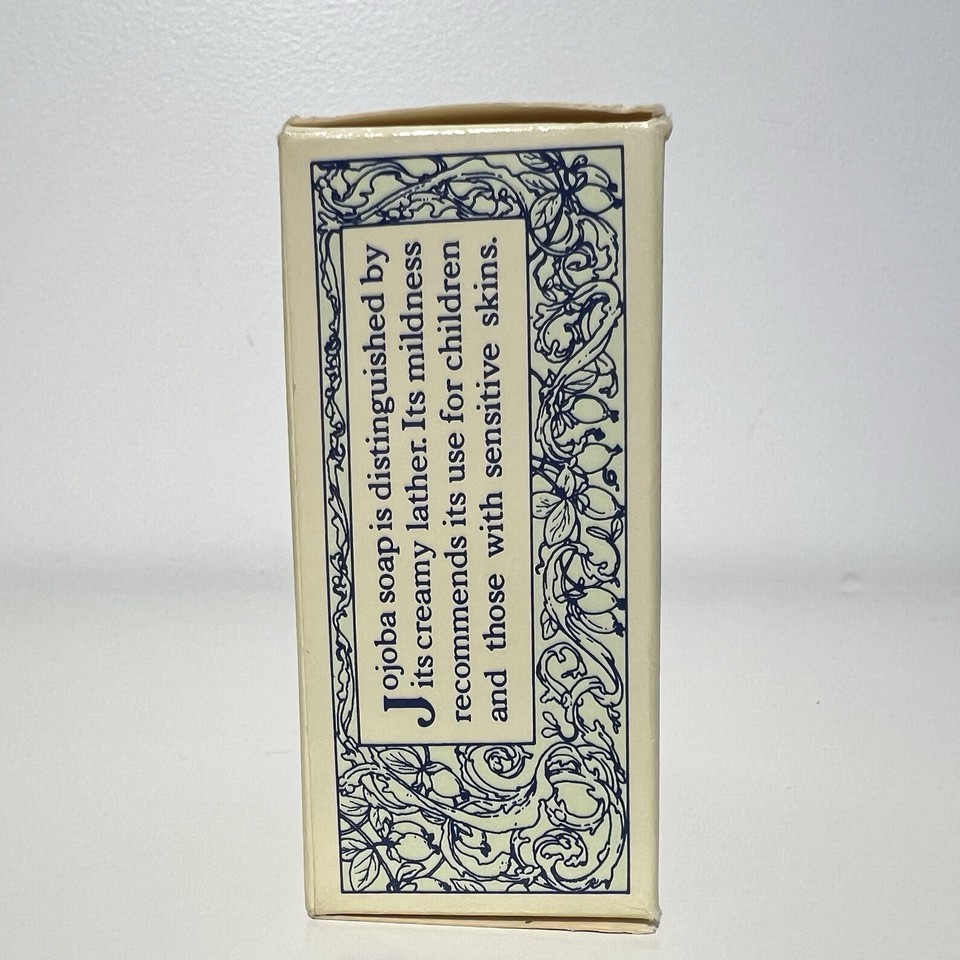 Jojoba soap is distinguished by
its creamy lather. Its mildness
recommends its use for children
and those with sensitive skins.